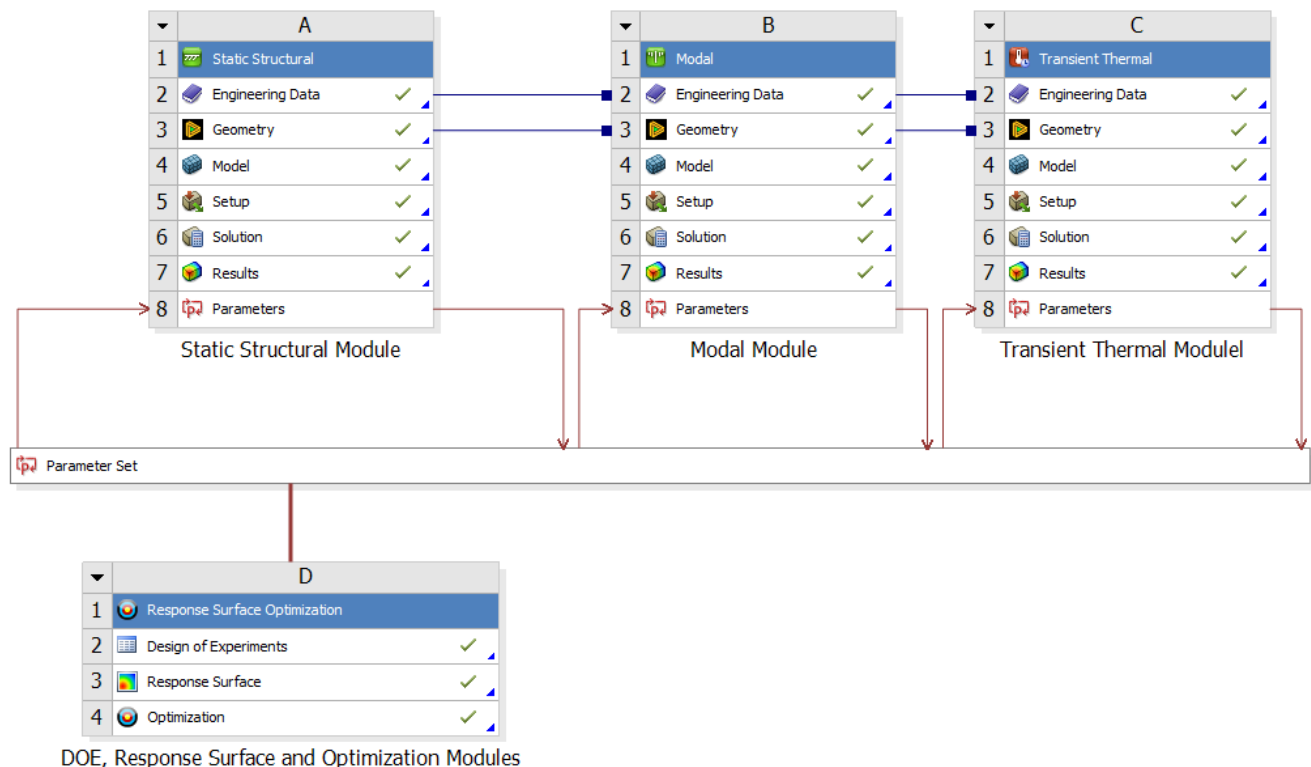 A
1 Static Structural
2 Engineering Data
3 Geometry
4 Model
5 Setup
6 Solution
7 Results
8 Parameters
Static Structural Module
B
1 Modal
2 Engineering Data
3 Geometry
4 Model
5 Setup
6 Solution
7 Results
8 Parameters
Modal Module
C
1 Transient Thermal
2 Engineering Data
3 Geometry
4 Model
5 Setup
6 Solution
7 Results
8 Parameters
Transient Thermal Modulel
Parameter Set
D
1 Response Surface Optimization
2 Design of Experiments
3 Response Surface
4 Optimization
DOE, Response Surface and Optimization Modules